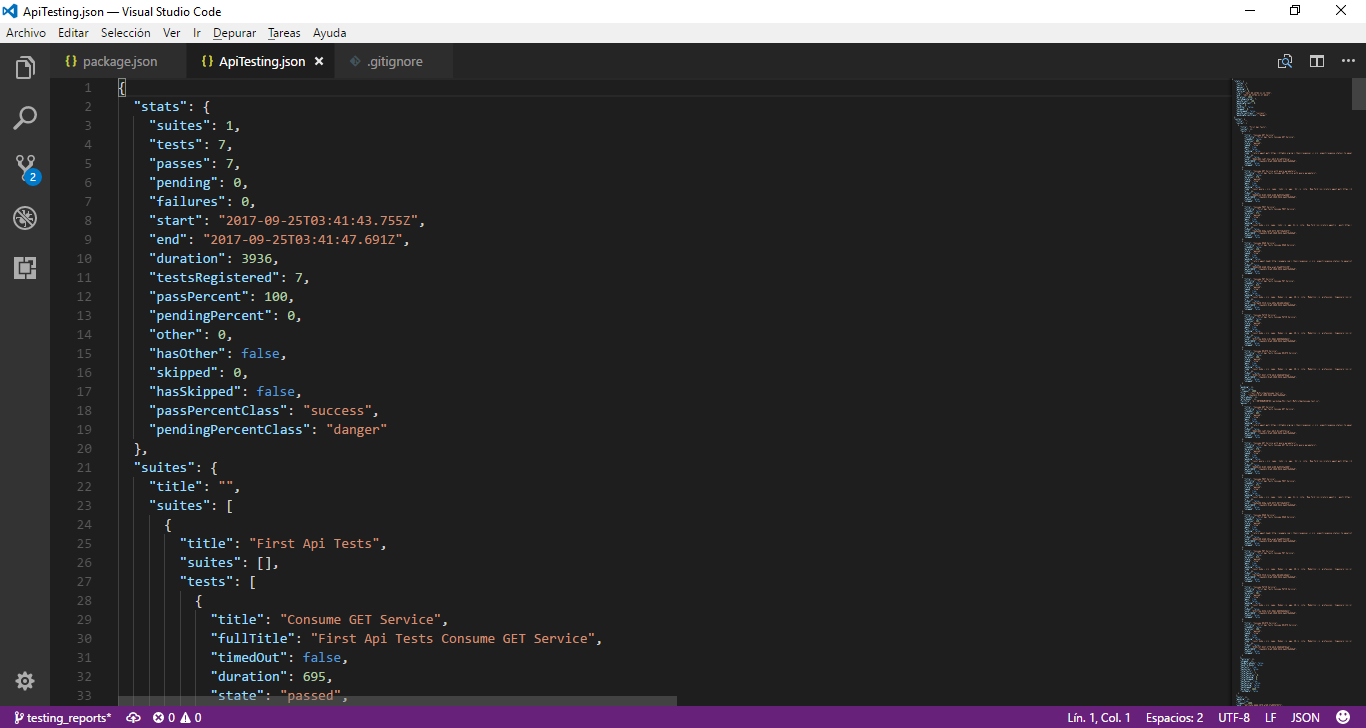 ApiTesting.json — Visual Studio Code
Archivo Editar Selección Ver Ir Depurar Tareas Ayuda
{} package.json {} ApiTesting.json × .gitignore
1 {
2 "stats": {
3 "suites": 1,
4 "tests": 7,
5 "passes": 7,
6 "pending": 0,
7 "failures": 0,
8 "start": "2017-09-25T03:41:43.755Z",
9 "end": "2017-09-25T03:41:47.691Z",
10 "duration": 3936,
11 "testsRegistered": 7,
12 "passPercent": 100,
13 "pendingPercent": 0,
14 "other": 0,
15 "hasOther": false,
16 "skipped": 0,
17 "hasSkipped": false,
18 "passPercentClass": "success",
19 "pendingPercentClass": "danger"
20 },
21 "suites": {
22 "title": "",
23 "suites": [
24 {
25 "title": "First Api Tests",
26 "suites": [],
27 "tests": [
28 {
29 "title": "Consume GET Service",
30 "fullTitle": "First Api Tests Consume GET Service",
31 "timedOut": false,
32 "duration": 695,
33 "state": "passed",
2
testing_reports* 0 0 Lín. 1, Col. 1 Espacios: 2 UTF-8 LF JSON